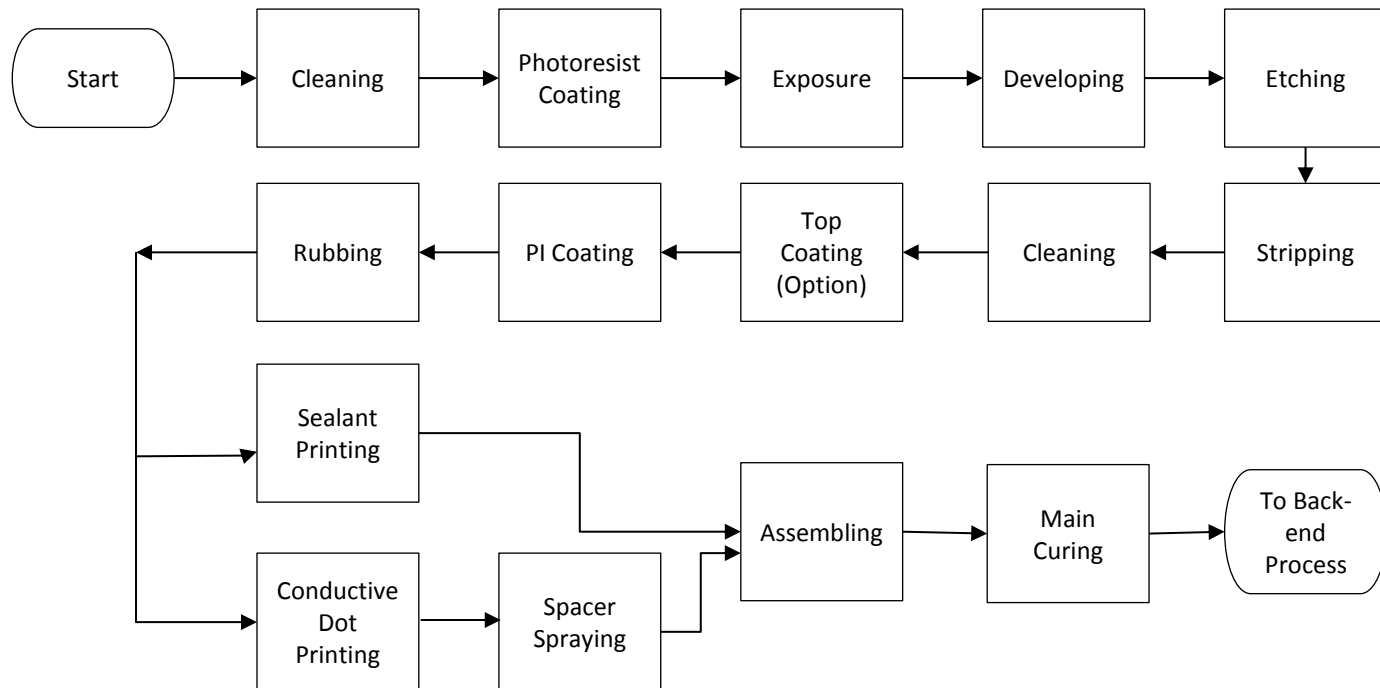 Start
Cleaning
Photoresist
Coating
Exposure
Developing
Etching
Rubbing
PI Coating
Top
Coating
(Option)
Cleaning
Stripping
Sealant
Printing
Assembling
Main
Curing
To Back-
end
Process
Conductive
Dot
Printing
Spacer
Spraying